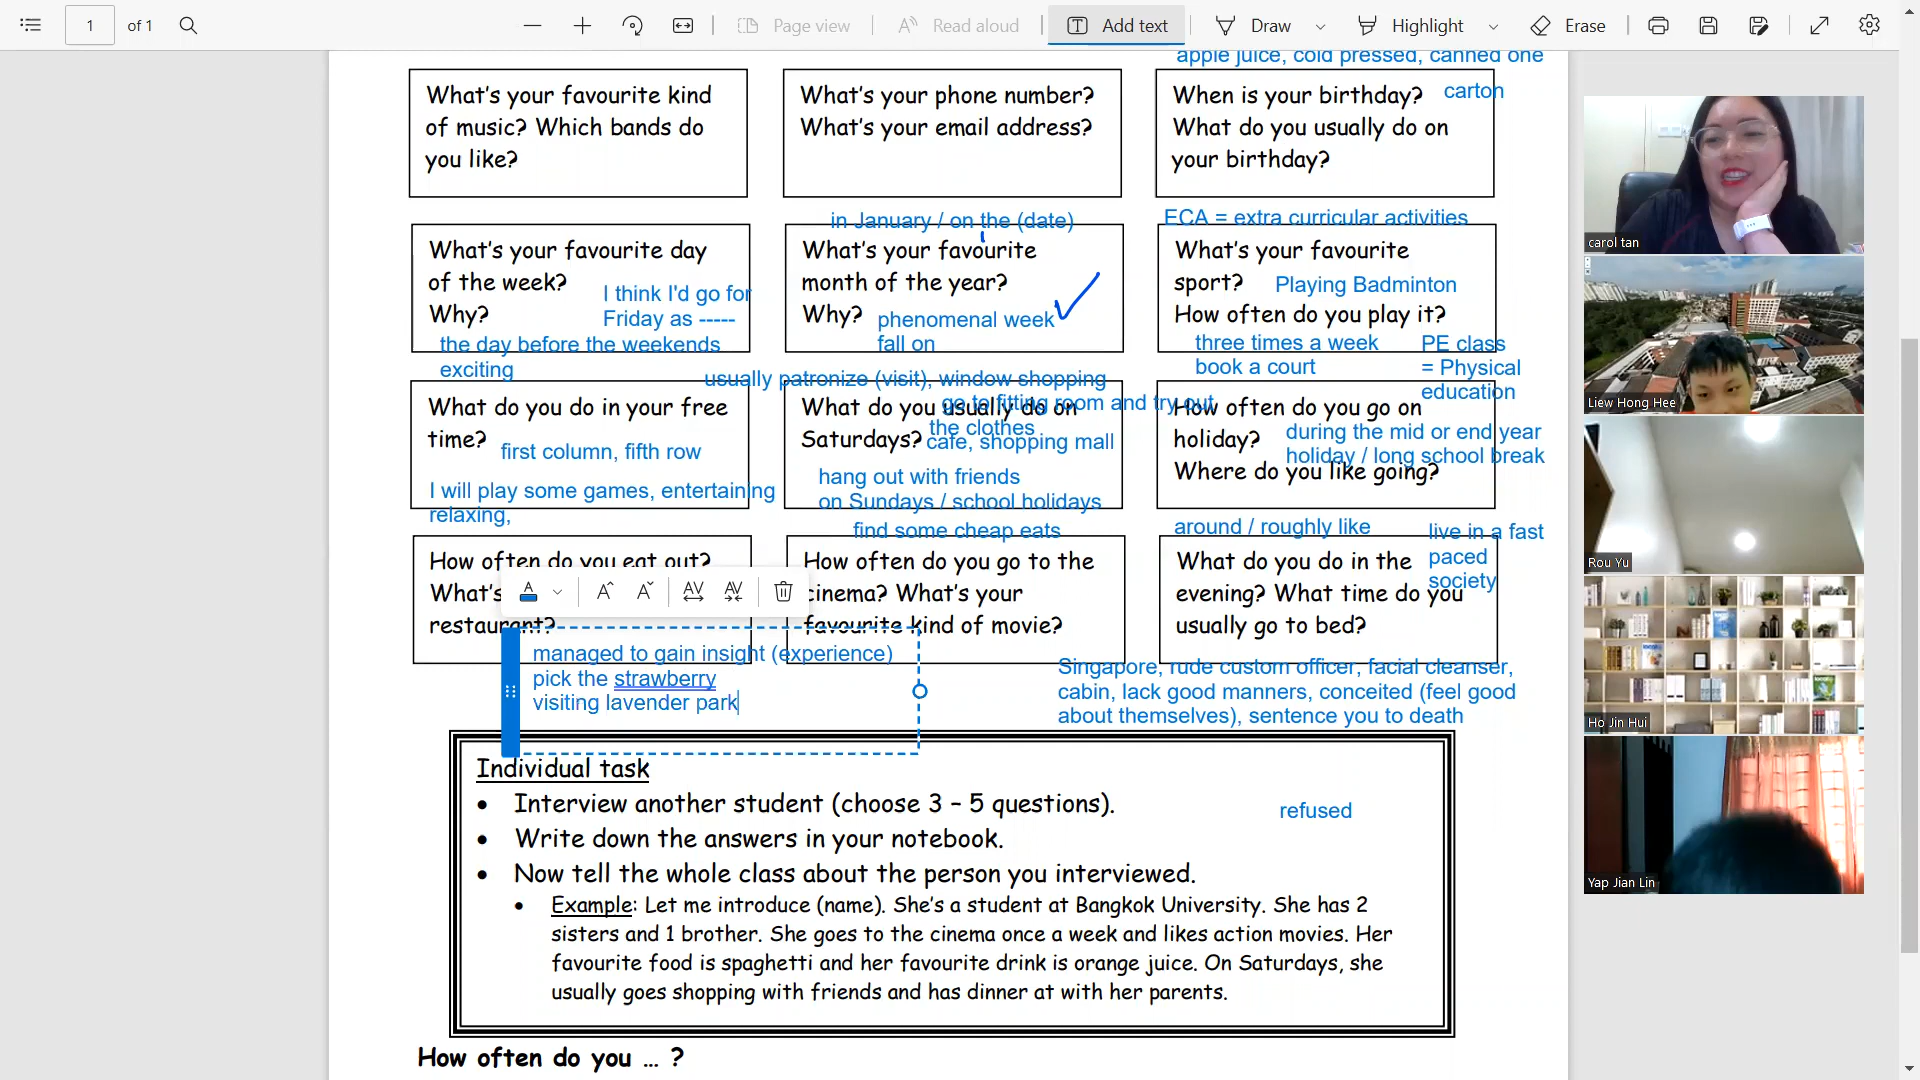 1 of 1
Page view
Read aloud
Add text
Draw
Highlight
Erase
apple juice, cold pressed, canned one
carton
What's your favourite kind
of music? Which bands do
you like?
What's your phone number?
What's your email address?
When is your birthday?
What do you usually do on
your birthday?
in January / on the (date)
ECA = extra curricular activities
What's your favourite day
of the week?
Why?
I think I'd go for
Friday as -----
the day before the weekends
exciting
What's your favourite
month of the year?
Why?
phenomenal week
fall on
What's your favourite
sport?
Playing Badminton
How often do you play it?
three times a week
book a court
PE class
= Physical
education
usually patronize (visit), window shopping
go to fitting room and try out
the clothes
What do you do in your free
time?
first column, fifth row
I will play some games, entertaining
relaxing,
What do you usually do on
Saturdays?
cafe, shopping mall
hang out with friends
on Sundays / school holidays
find some cheap eats
How often do you go on
holiday?
Where do you like going?
during the mid or end year
holiday / long school break
around / roughly like
live in a fast
paced
society
How often do you eat out?
What's
restaurant?
How often do you go to the
cinema? What's your
favourite kind of movie?
What do you do in the
evening? What time do you
usually go to bed?
managed to gain insight (experience)
pick the strawberry
visiting lavender park
Singapore, rude custom officer, facial cleanser,
cabin, lack good manners, conceited (feel good
about themselves), sentence you to death
Individual task
• Interview another student (choose 3 – 5 questions).
refused
• Write down the answers in your notebook.
• Now tell the whole class about the person you interviewed.
• Example: Let me introduce (name). She's a student at Bangkok University. She has 2
sisters and 1 brother. She goes to the cinema once a week and likes action movies. Her
favourite food is spaghetti and her favourite drink is orange juice. On Saturdays, she
usually goes shopping with friends and has dinner at with her parents.
How often do you … ?
carol tan
Liew Hong Hee
Rou Yu
Ho Jin Hui
Yap Jian Lin